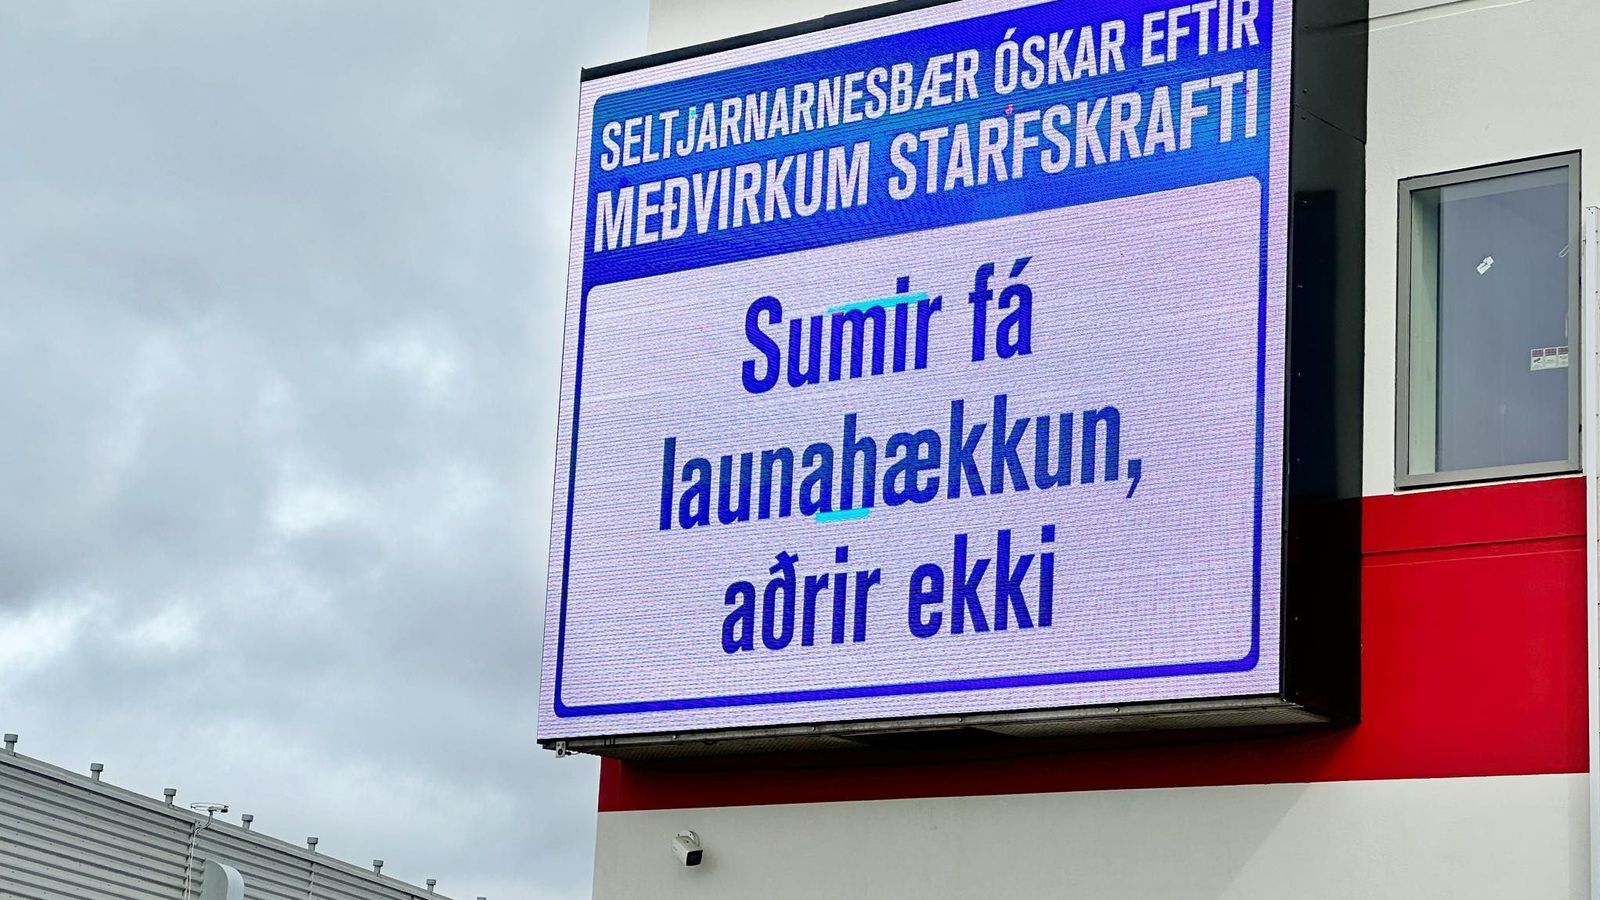 SELTJARNARNESBÆR ÓSKAR EFTIR
MEÐVIRKUM STARFSKRAFTI
Sumir fá
launahækkun,
aðrir ekki